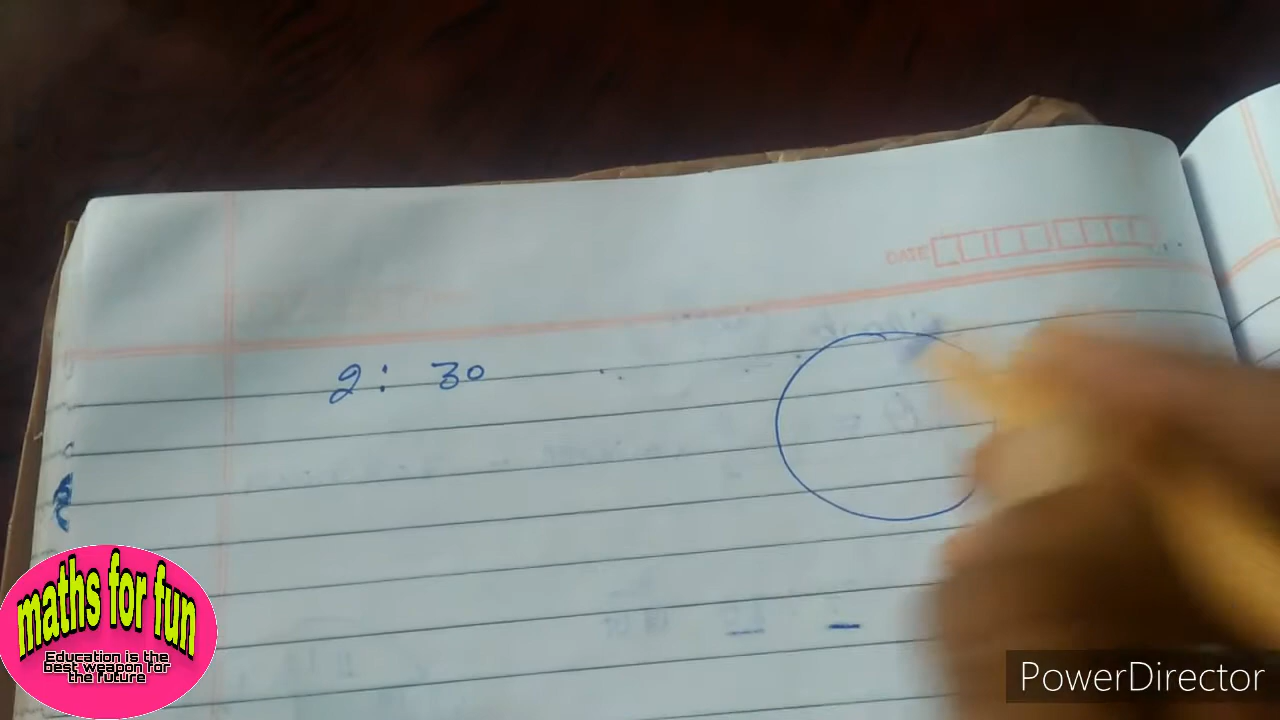 DATE
2: 30
maths for fun
Education is the
best weapon for
the future
PowerDirector